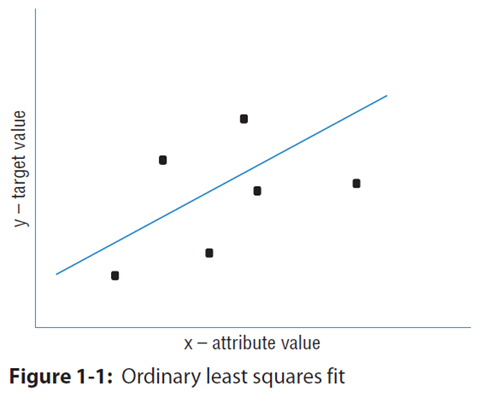 y – target value
x – attribute value
Figure 1-1: Ordinary least squares fit